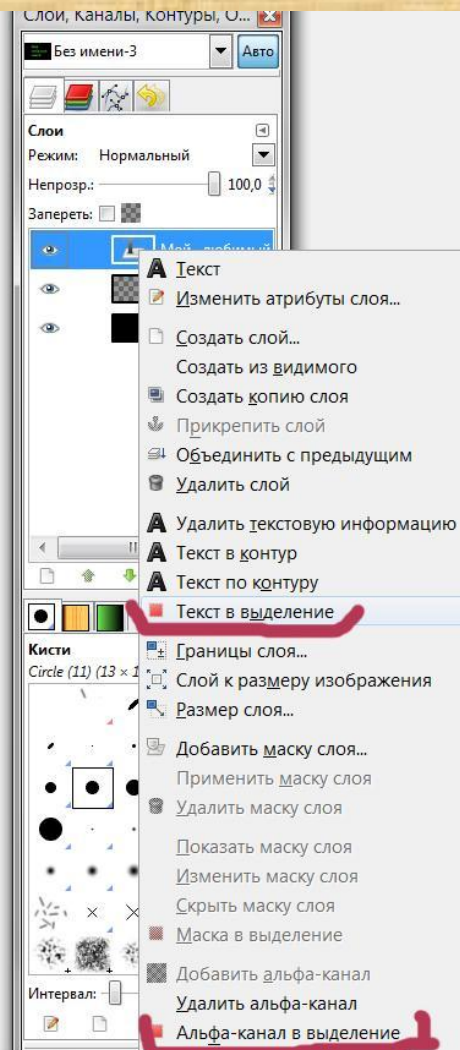 Слои, Каналы, Контуры, О...
Без имени-3
Авто
Слои
Режим: Нормальный
Непрозр.: 100,0
Запереть:
Мой любимый
Текст
Изменить атрибуты слоя...
Создать слой...
Создать из видимого
Создать копию слоя
Прикрепить слой
Объединить с предыдущим
Удалить слой
Удалить текстовую информацию
Текст в контур
Текст по контуру
Текст в выделение
Кисти
Circle (11) (13 × 1
Границы слоя...
Слой к размеру изображения
Размер слоя...
Добавить маску слоя...
Применить маску слоя
Удалить маску слоя
Показать маску слоя
Изменить маску слоя
Скрыть маску слоя
Маска в выделение
Добавить альфа-канал
Интервал:
Удалить альфа-канал
Альфа-канал в выделение